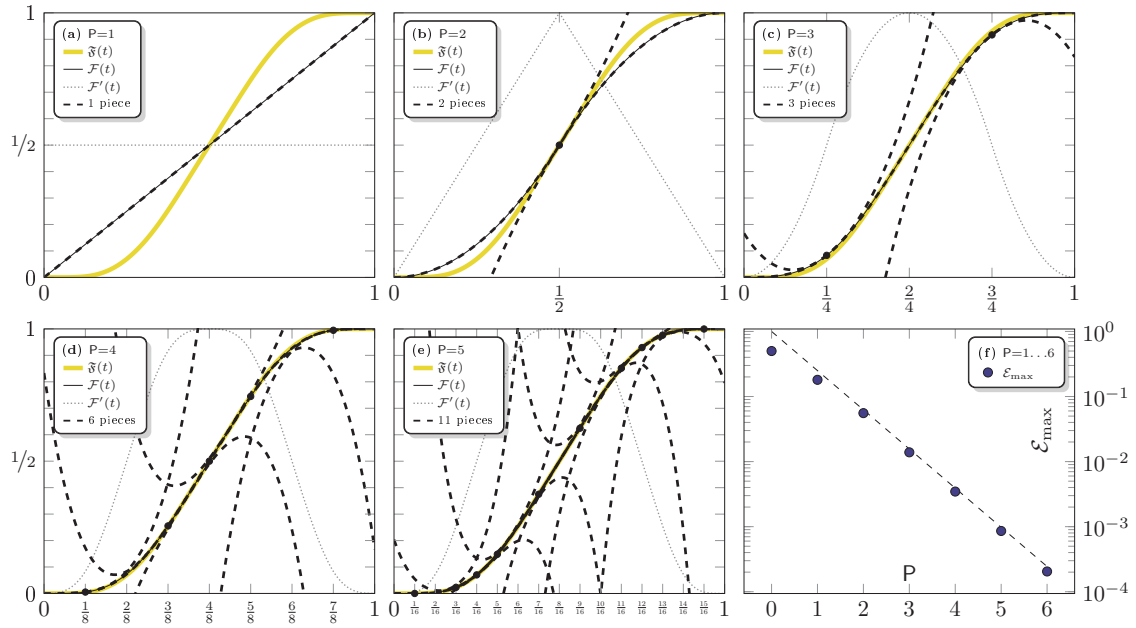 1
(a) P=1
𝔉(t)
ℱ(t)
ℱ′(t)
1 piece
1/2
0
0 1
(b) P=2
𝔉(t)
ℱ(t)
ℱ′(t)
2 pieces
0 1/2 1
(c) P=3
𝔉(t)
ℱ(t)
ℱ′(t)
3 pieces
0 1/4 2/4 3/4 1
1
(d) P=4
𝔉(t)
ℱ(t)
ℱ′(t)
6 pieces
1/2
0
0 1/8 2/8 3/8 4/8 5/8 6/8 7/8 1
(e) P=5
𝔉(t)
ℱ(t)
ℱ′(t)
11 pieces
0 1/16 2/16 3/16 4/16 5/16 6/16 7/16 8/16 9/16 10/16 11/16 12/16 13/16 14/16 15/16 1
(f) P=1...6
ℰmax
10⁰
10⁻¹
ℰmax
10⁻²
10⁻³
10⁻⁴
P
0 1 2 3 4 5 6